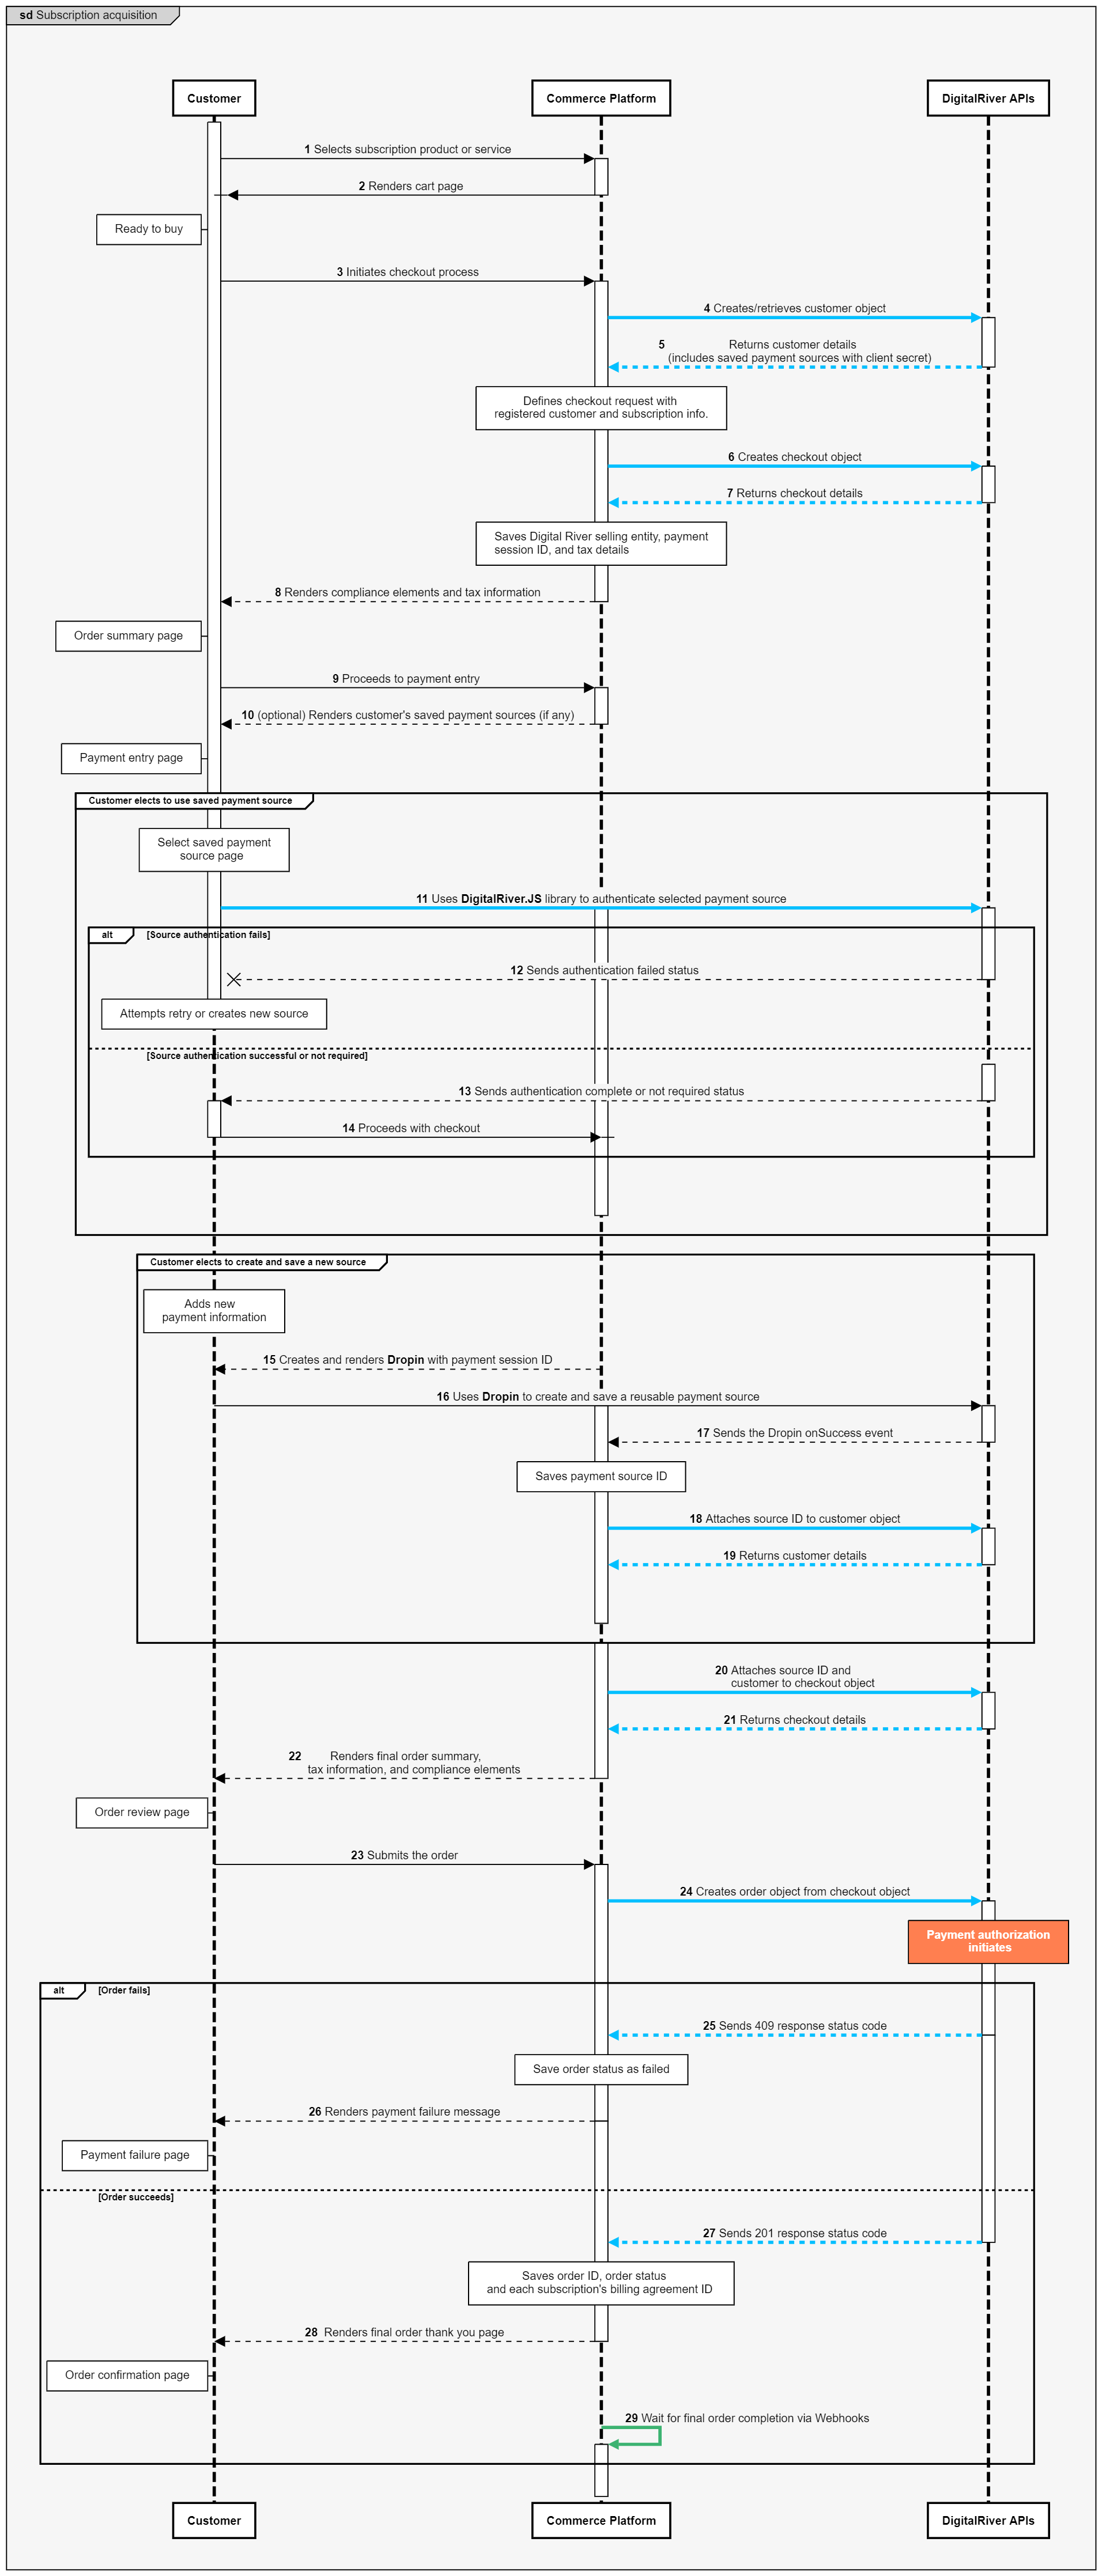 sd Subscription acquisition
Customer
Commerce Platform
DigitalRiver APIs
1 Selects subscription product or service
2 Renders cart page
Ready to buy
3 Initiates checkout process
4 Creates/retrieves customer object
5 Returns customer details
(includes saved payment sources with client secret)
Defines checkout request with
registered customer and subscription info.
6 Creates checkout object
7 Returns checkout details
Saves Digital River selling entity, payment
session ID, and tax details
8 Renders compliance elements and tax information
Order summary page
9 Proceeds to payment entry
10 (optional) Renders customer's saved payment sources (if any)
Payment entry page
Customer elects to use saved payment source
Select saved payment
source page
11 Uses DigitalRiver.JS library to authenticate selected payment source
alt [Source authentication fails]
12 Sends authentication failed status
Attempts retry or creates new source
[Source authentication successful or not required]
13 Sends authentication complete or not required status
14 Proceeds with checkout
Customer elects to create and save a new source
Adds new
payment information
15 Creates and renders Dropin with payment session ID
16 Uses Dropin to create and save a reusable payment source
17 Sends the Dropin onSuccess event
Saves payment source ID
18 Attaches source ID to customer object
19 Returns customer details
20 Attaches source ID and
customer to checkout object
21 Returns checkout details
22 Renders final order summary,
tax information, and compliance elements
Order review page
23 Submits the order
24 Creates order object from checkout object
Payment authorization
initiates
alt [Order fails]
25 Sends 409 response status code
Save order status as failed
26 Renders payment failure message
Payment failure page
[Order succeeds]
27 Sends 201 response status code
Saves order ID, order status
and each subscription's billing agreement ID
28 Renders final order thank you page
Order confirmation page
29 Wait for final order completion via Webhooks
Customer
Commerce Platform
DigitalRiver APIs